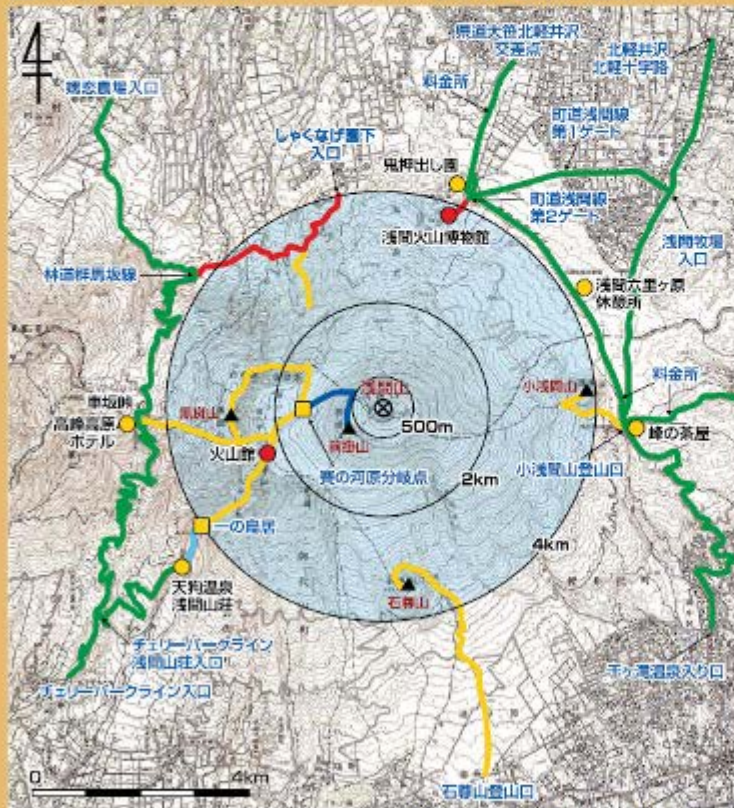 県道大笹北軽井沢
交差点
北軽井沢
北軽十字路
嬬恋農場入口
料金所
町道浅間線
第1ゲート
しゃくなげ園下
入口
鬼押出し園
町道浅間線
第2ゲート
浅間火山博物館
浅間牧場
入口
林道群馬坂線
浅間六里ヶ原
休憩所
車坂峠
高峰高原
ホテル
黒斑山
浅間山
小浅間山
料金所
500m
前掛山
峰の茶屋
火山館
賽の河原分岐点
2km
小浅間山登山口
一の鳥居
4km
天狗温泉
浅間山荘
石尊山
チェリーパークライン
浅間山荘入口
千ヶ滝温泉入り口
チェリーパークライン入口
0
4km
石尊山登山口